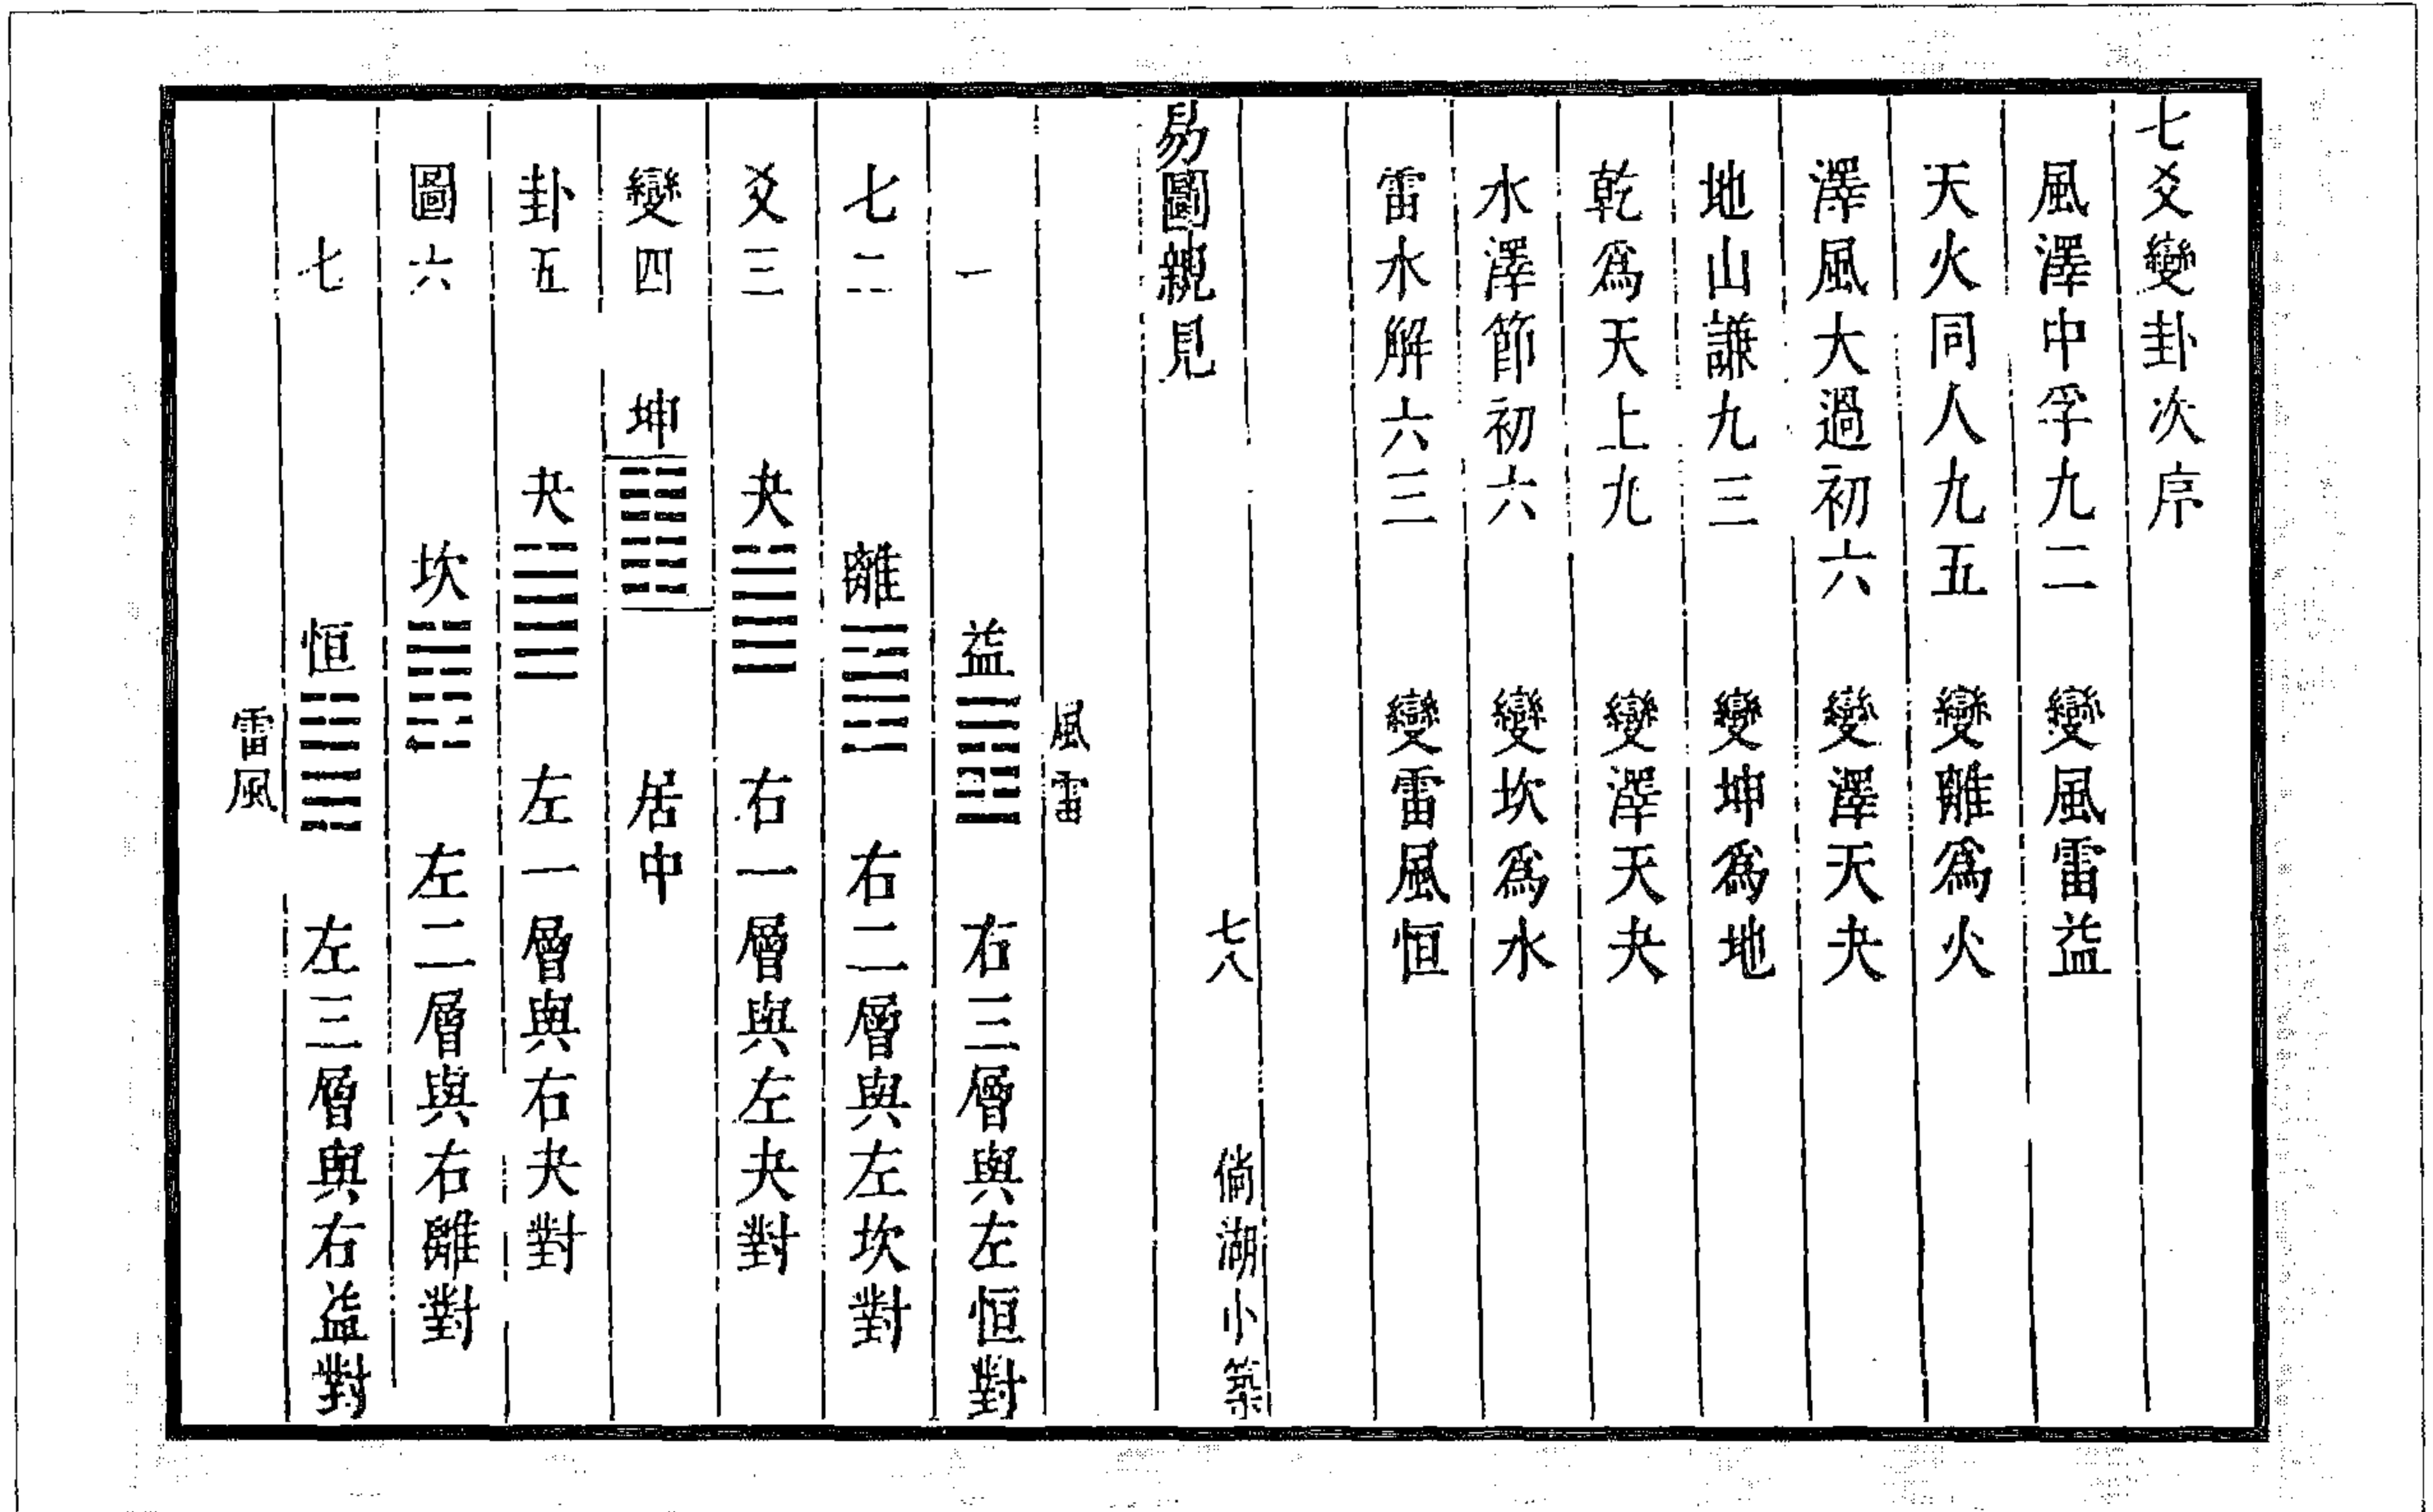 七爻變卦次序
風澤中孚九二　變風雷益
天火同人九五　變離爲火
澤風大過初六　變澤天夬
地山謙九三　變坤爲地
乾爲天上九　變澤天夬
水澤節初六　變坎爲水
雷水解六三　變雷風恒
易圖親見　七八　倘湖小築
風雷
一　益　右三層與左恒對
七二　離　右二層與左坎對
爻三　夬　右一層與左夬對
變四　坤　居中
卦五　夬　左一層與右夬對
圖六　坎　左二層與右離對
七　恒　左三層與右益對
雷風